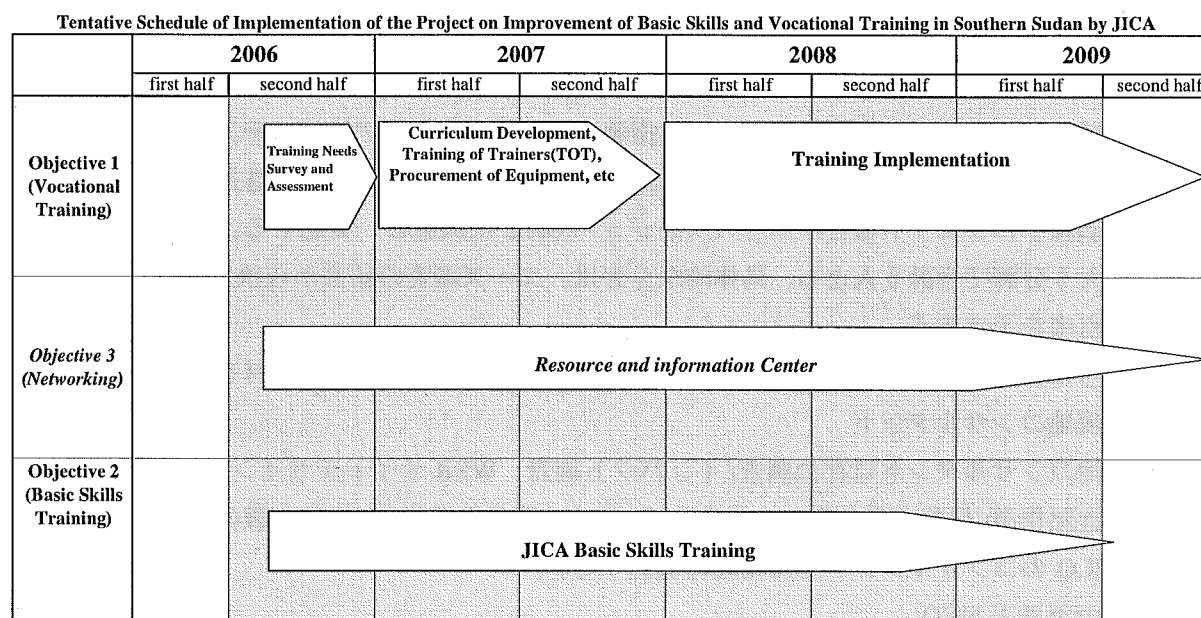 Tentative Schedule of Implementation of the Project on Improvement of Basic Skills and Vocational Training in Southern Sudan by JICA
2006 2007 2008 2009
first half second half first half second half first half second half first half second half
Objective 1
(Vocational
Training)
Training Needs
Survey and
Assessment
Curriculum Development,
Training of Trainers(TOT),
Procurement of Equipment, etc
Training Implementation
Objective 3
(Networking)
Resource and information Center
Objective 2
(Basic Skills
Training)
JICA Basic Skills Training